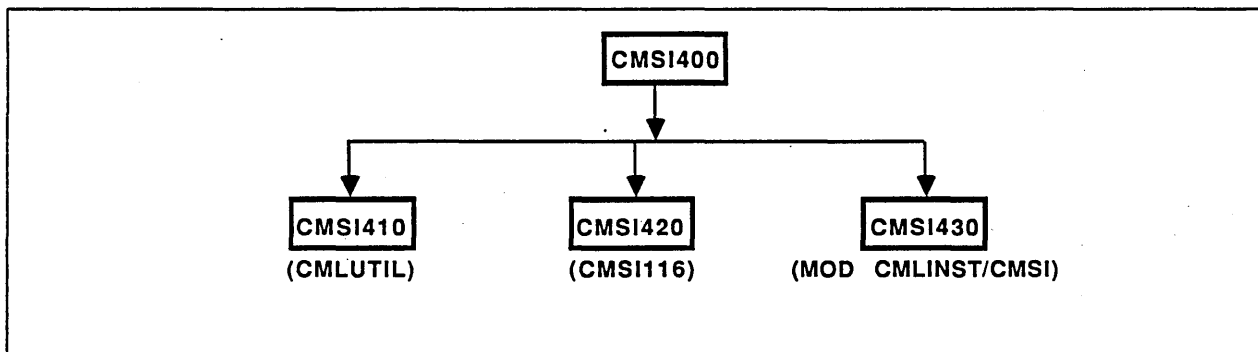 CMSI400
CMSI410 CMSI420 CMSI430
(CMLUTIL) (CMSI116) (MOD CMLINST/CMSI)